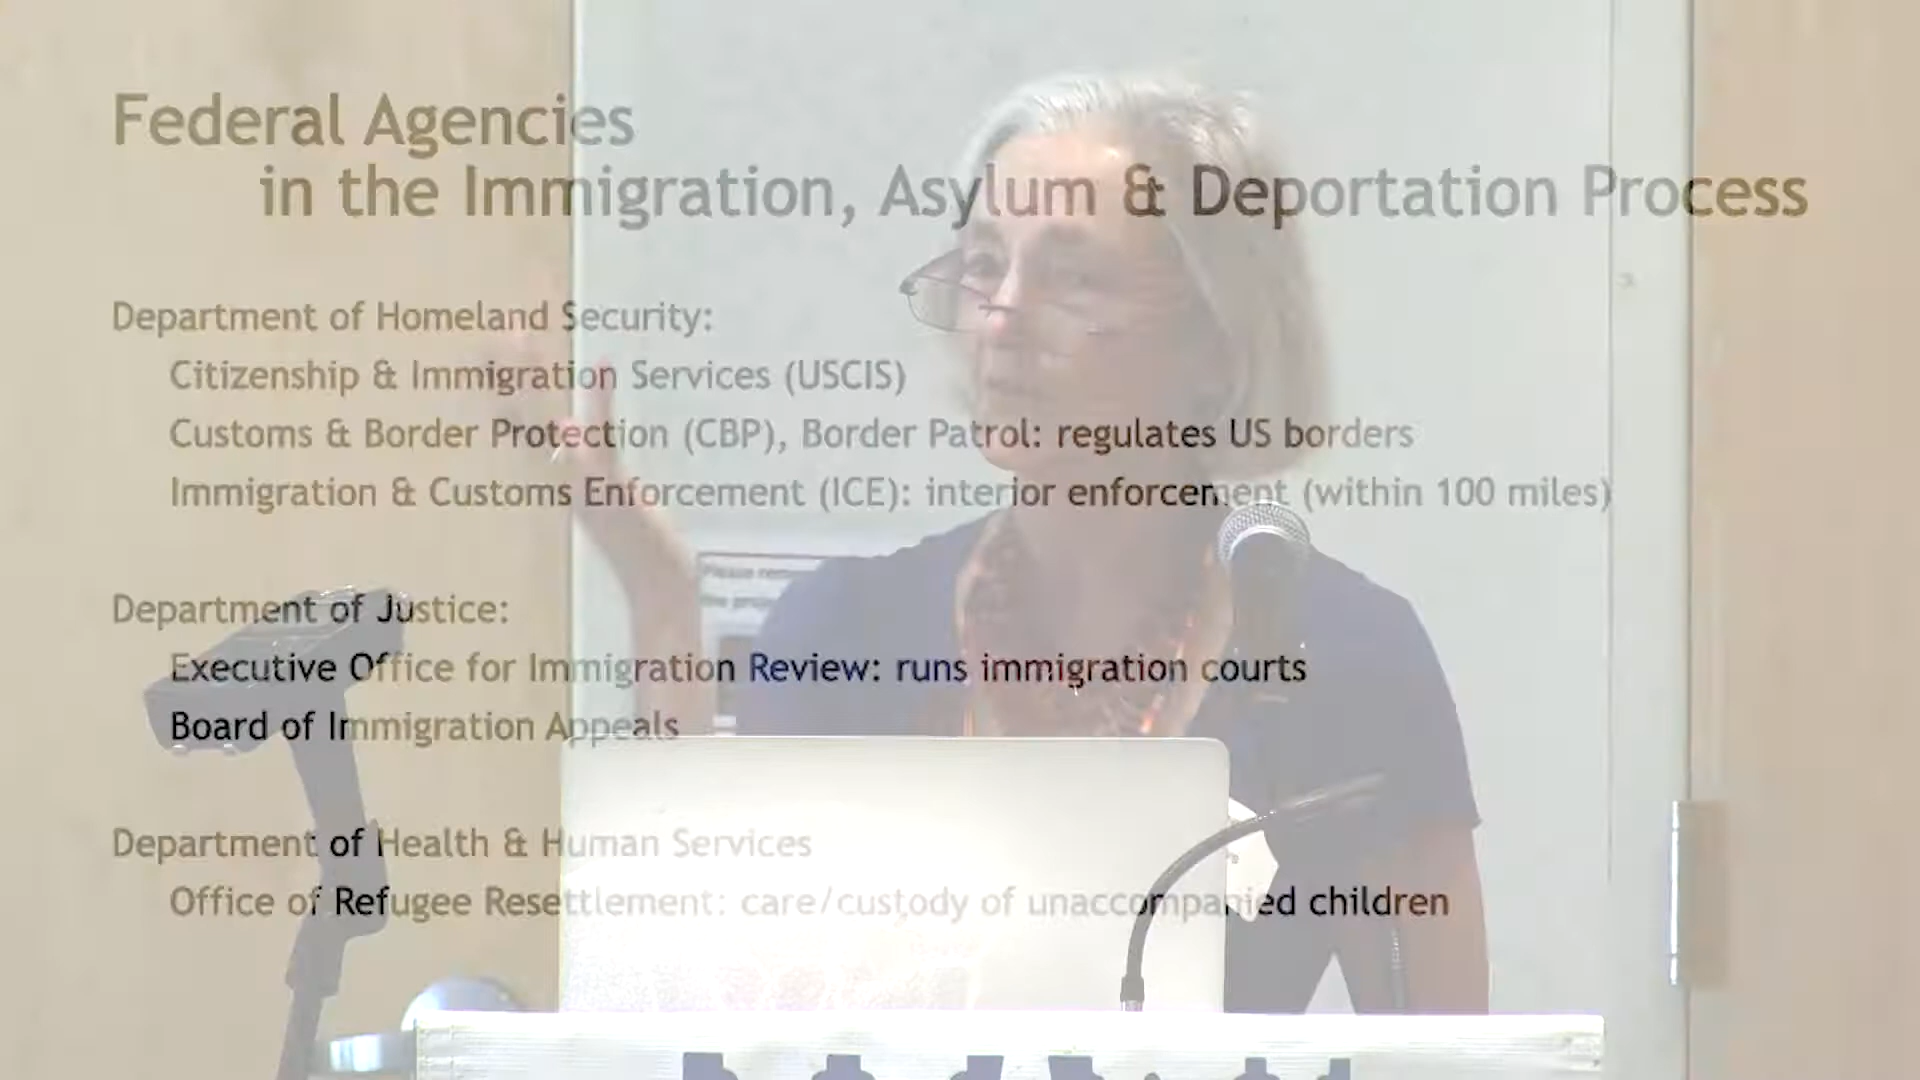 Federal Agencies
in the Immigration, Asylum & Deportation Process
Department of Homeland Security:
Citizenship & Immigration Services (USCIS)
Customs & Border Protection (CBP), Border Patrol: regulates US borders
Immigration & Customs Enforcement (ICE): interior enforcement (within 100 miles)
Please
Department of Justice:
Executive Office for Immigration Review: runs immigration courts
Board of Immigration Appeals
Department of Health & Human Services
Office of Refugee Resettlement: care/custody of unaccompanied children